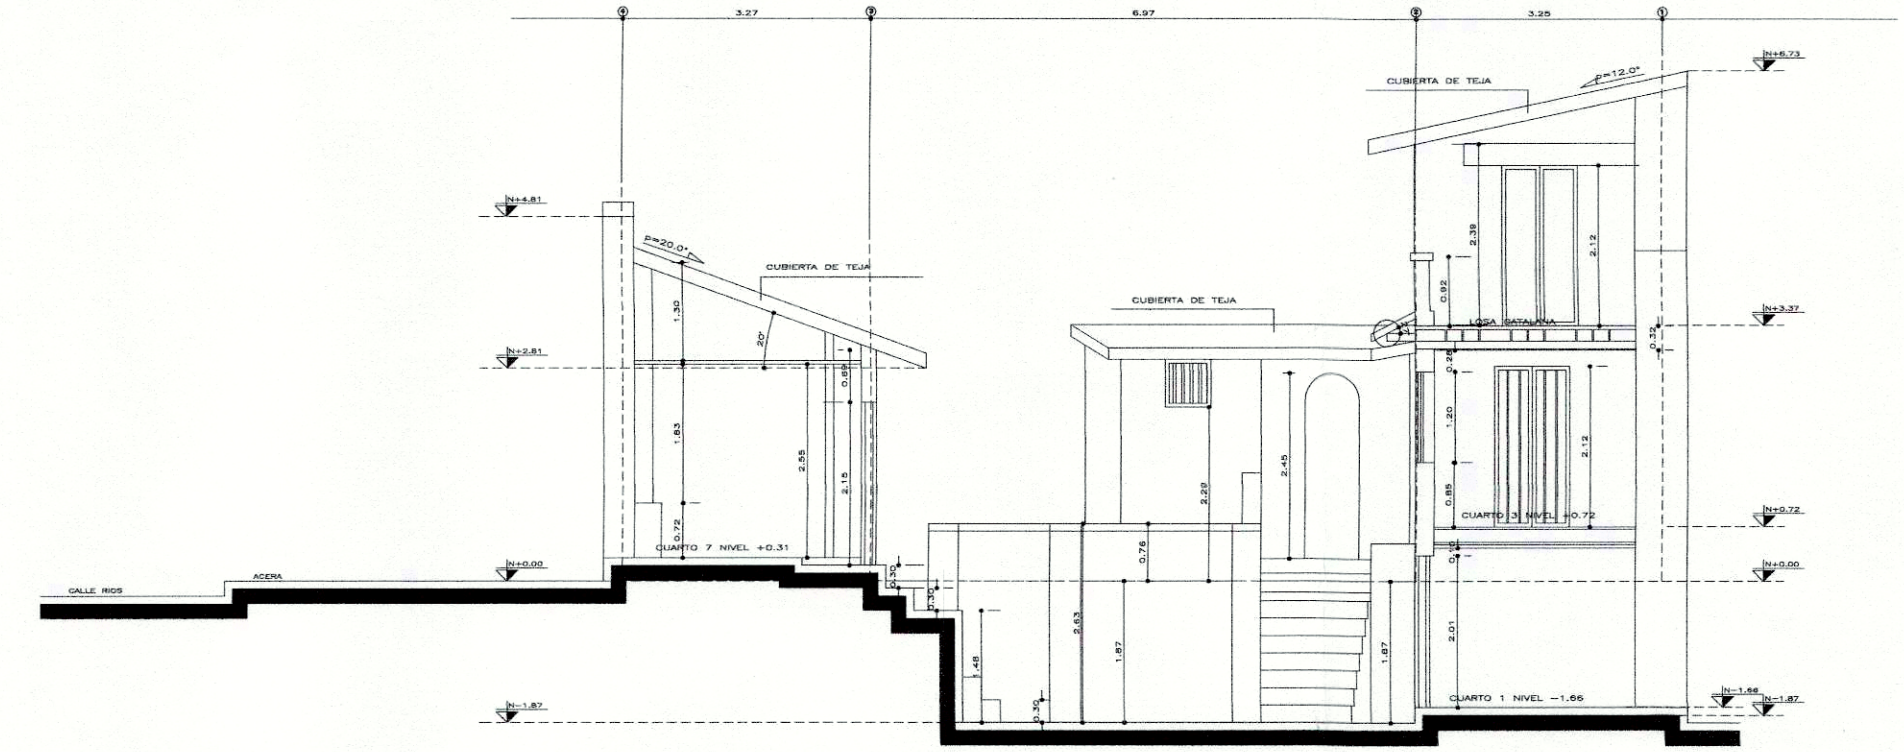 4 3.27 3 6.97 2 3.25 1
N+6.73
P=12.0°
CUBIERTA DE TEJA
N+4.81
P=20.0°
CUBIERTA DE TEJA
1.30
20°
N+2.81
0.69
1.83
2.55
2.15
0.72
CUARTO 7 NIVEL +0.31
N+0.00
ACERA
CALLE RIOS
0.30
0.30
1.48
0.30
N-1.87
CUBIERTA DE TEJA
2.29
2.45
0.76
2.63
1.87
1.87
2.39
2.12
0.92
N+3.37
LOSA CATALANA
0.32
0.28
1.20
2.12
0.85
CUARTO 3 NIVEL +0.72
N+0.72
0.10
N+0.00
2.01
CUARTO 1 NIVEL -1.66
N-1.66
N-1.87